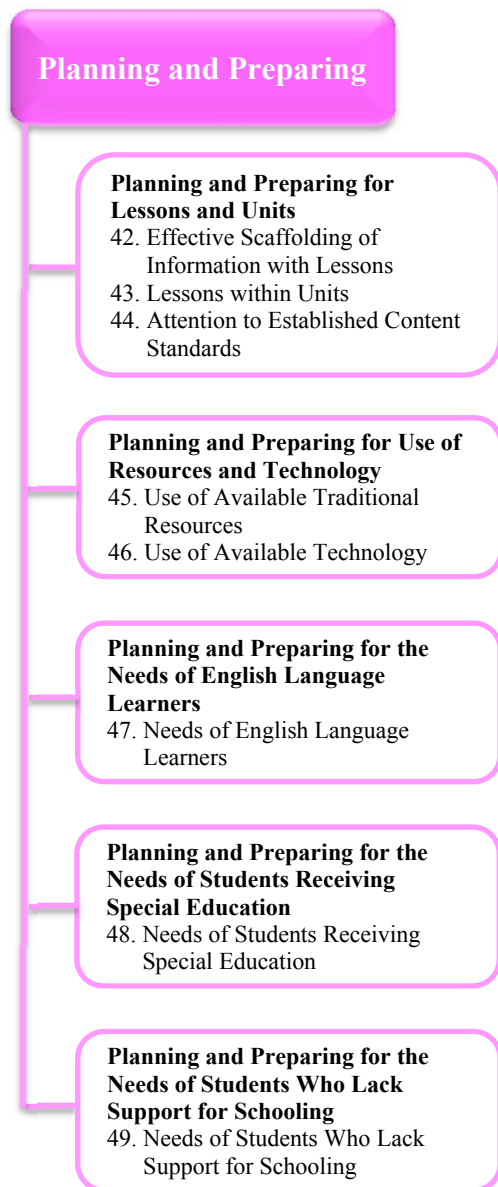 Planning and Preparing
Planning and Preparing for
Lessons and Units
42. Effective Scaffolding of
Information with Lessons
43. Lessons within Units
44. Attention to Established Content
Standards
Planning and Preparing for Use of
Resources and Technology
45. Use of Available Traditional
Resources
46. Use of Available Technology
Planning and Preparing for the
Needs of English Language
Learners
47. Needs of English Language
Learners
Planning and Preparing for the
Needs of Students Receiving
Special Education
48. Needs of Students Receiving
Special Education
Planning and Preparing for the
Needs of Students Who Lack
Support for Schooling
49. Needs of Students Who Lack
Support for Schooling